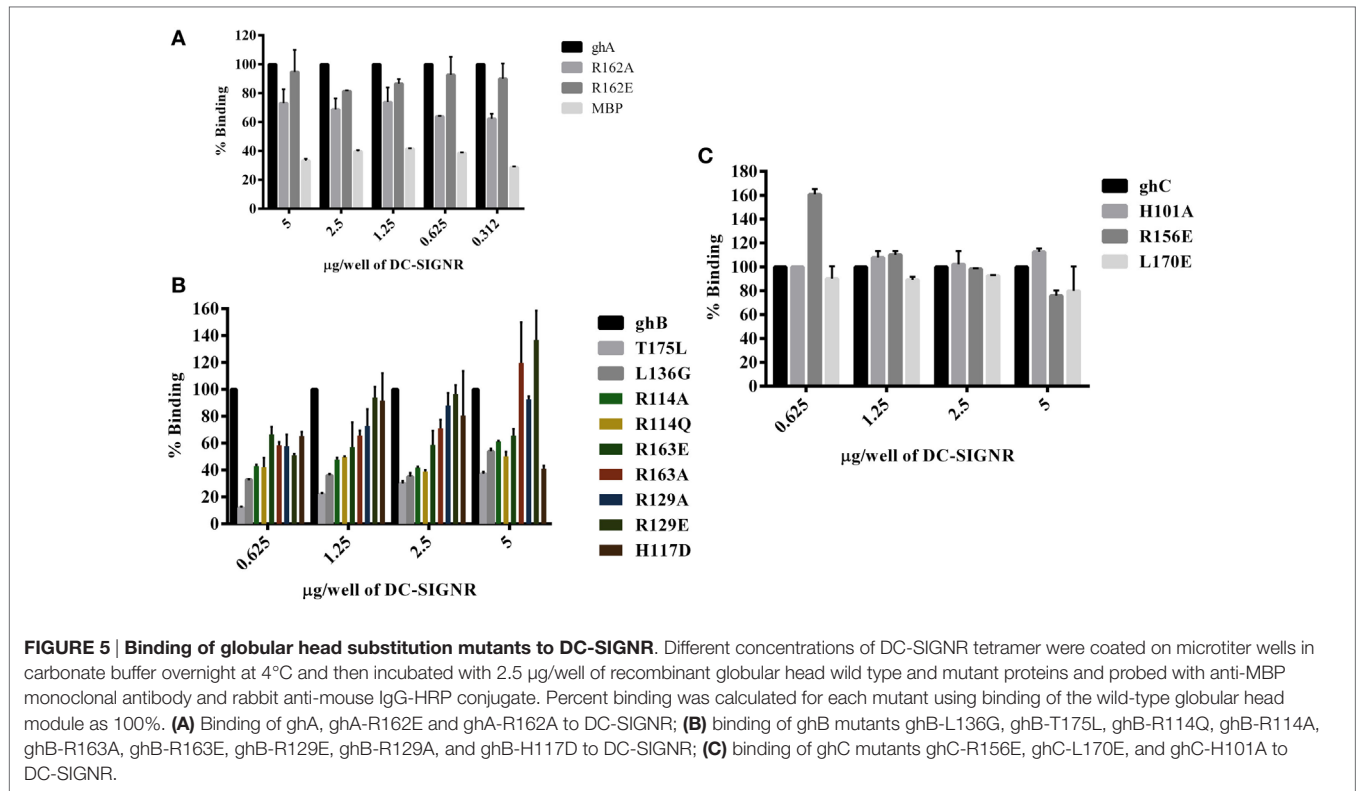 A
120
100
80
60
40
20
0
% Binding
5
2.5
1.25
0.625
0.312
µg/well of DC-SIGNR
ghA
R162A
R162E
MBP
B
160
140
120
100
80
60
40
20
0
% Binding
0.625
1.25
2.5
5
µg/well of DC-SIGNR
ghB
T175L
L136G
R114A
R114Q
R163E
R163A
R129A
R129E
H117D
C
180
160
140
120
100
80
60
40
20
0
% Binding
0.625
1.25
2.5
5
µg/well of DC-SIGNR
ghC
H101A
R156E
L170E
FIGURE 5 | Binding of globular head substitution mutants to DC-SIGNR. Different concentrations of DC-SIGNR tetramer were coated on microtiter wells in
carbonate buffer overnight at 4°C and then incubated with 2.5 µg/well of recombinant globular head wild type and mutant proteins and probed with anti-MBP
monoclonal antibody and rabbit anti-mouse IgG-HRP conjugate. Percent binding was calculated for each mutant using binding of the wild-type globular head
module as 100%. (A) Binding of ghA, ghA-R162E and ghA-R162A to DC-SIGNR; (B) binding of ghB mutants ghB-L136G, ghB-T175L, ghB-R114Q, ghB-R114A,
ghB-R163A, ghB-R163E, ghB-R129E, ghB-R129A, and ghB-H117D to DC-SIGNR; (C) binding of ghC mutants ghC-R156E, ghC-L170E, and ghC-H101A to
DC-SIGNR.